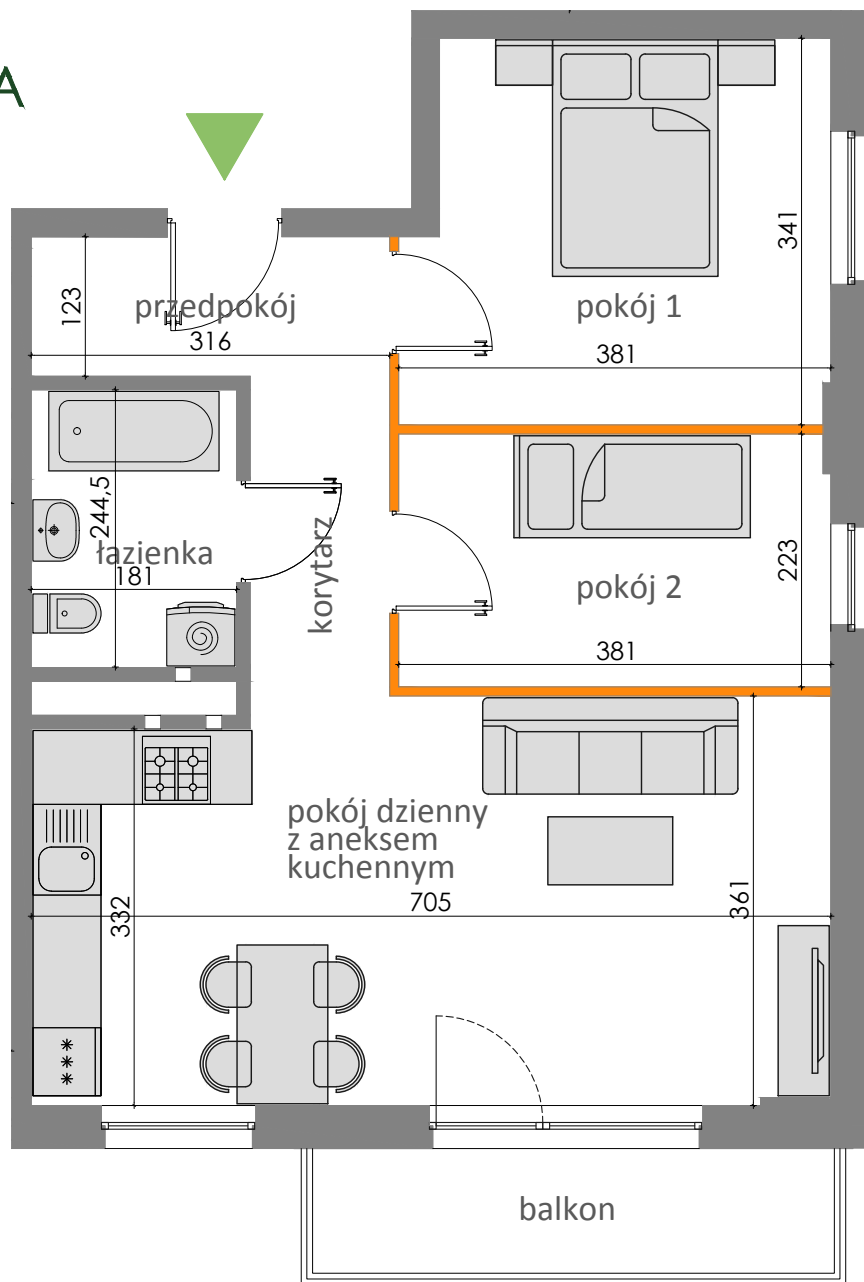 A
341
123
przedpokój
pokój 1
316
381
244,5
łazienka
181
korytarz
223
pokój 2
381
pokój dzienny
z aneksem
kuchennym
705
332
361
balkon